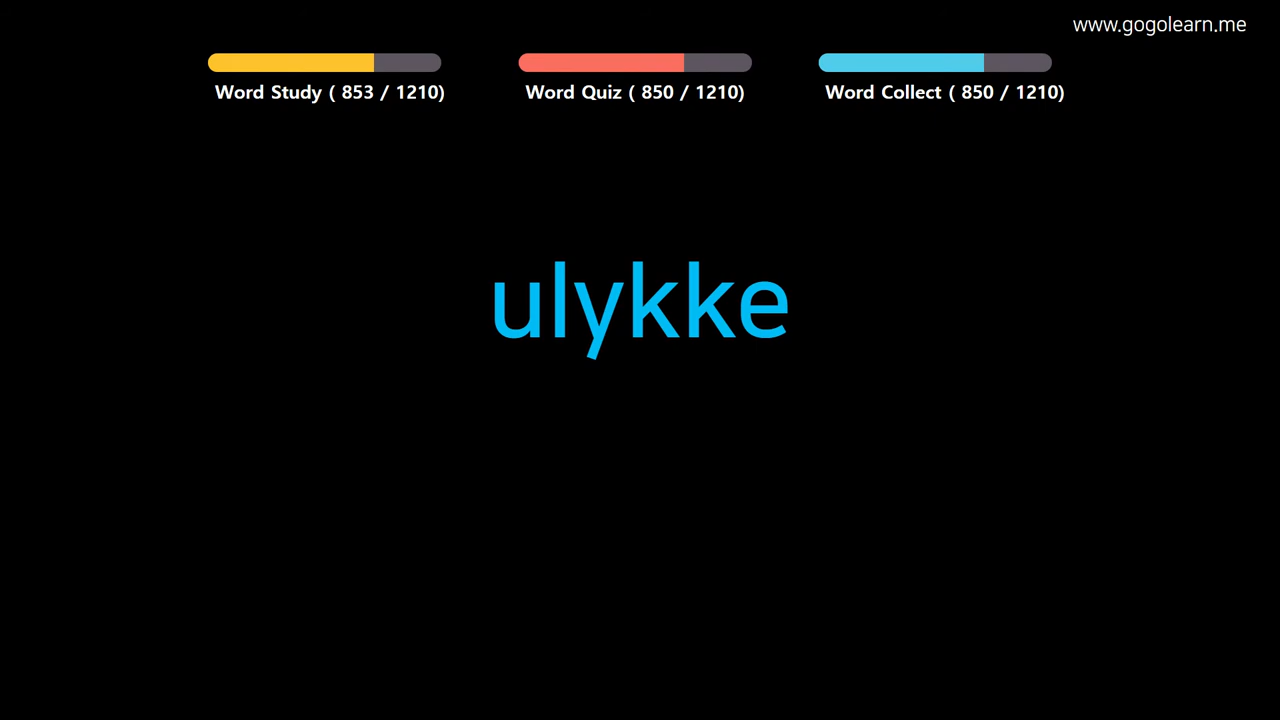 www.gogolearn.me
Word Study ( 853 / 1210)
Word Quiz ( 850 / 1210)
Word Collect ( 850 / 1210)
ulykke